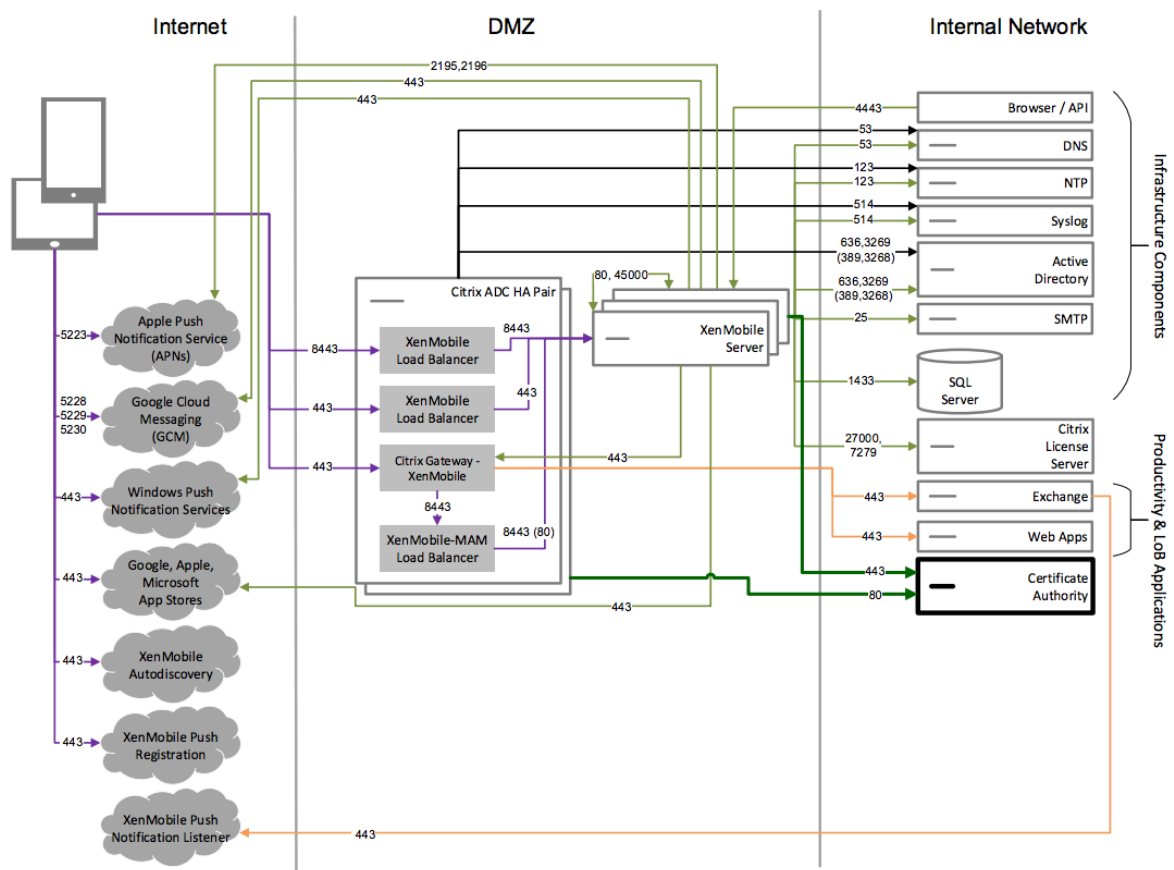 Internet
DMZ
Internal Network
2195,2196
443
443
4443
Browser / API
53
53
DNS
123
123
NTP
514
514
Syslog
636,3269
(389,3268)
636,3269
(389,3268)
Active
Directory
25
SMTP
1433
SQL
Server
27000,
7279
Citrix
License
Server
443
Exchange
443
Web Apps
443
80
Certificate
Authority
Infrastructure Components
Productivity & LoB Applications
80, 45000
XenMobile
Server
Citrix ADC HA Pair
8443
XenMobile
Load Balancer
8443
443
XenMobile
Load Balancer
443
443
Citrix Gateway -
XenMobile
443
8443
XenMobile-MAM
Load Balancer
8443 (80)
443
5223
Apple Push
Notification Service
(APNs)
5228
5229
5230
Google Cloud
Messaging
(GCM)
443
Windows Push
Notification Services
443
Google, Apple,
Microsoft
App Stores
443
XenMobile
Autodiscovery
443
XenMobile Push
Registration
XenMobile Push
Notification Listener
443